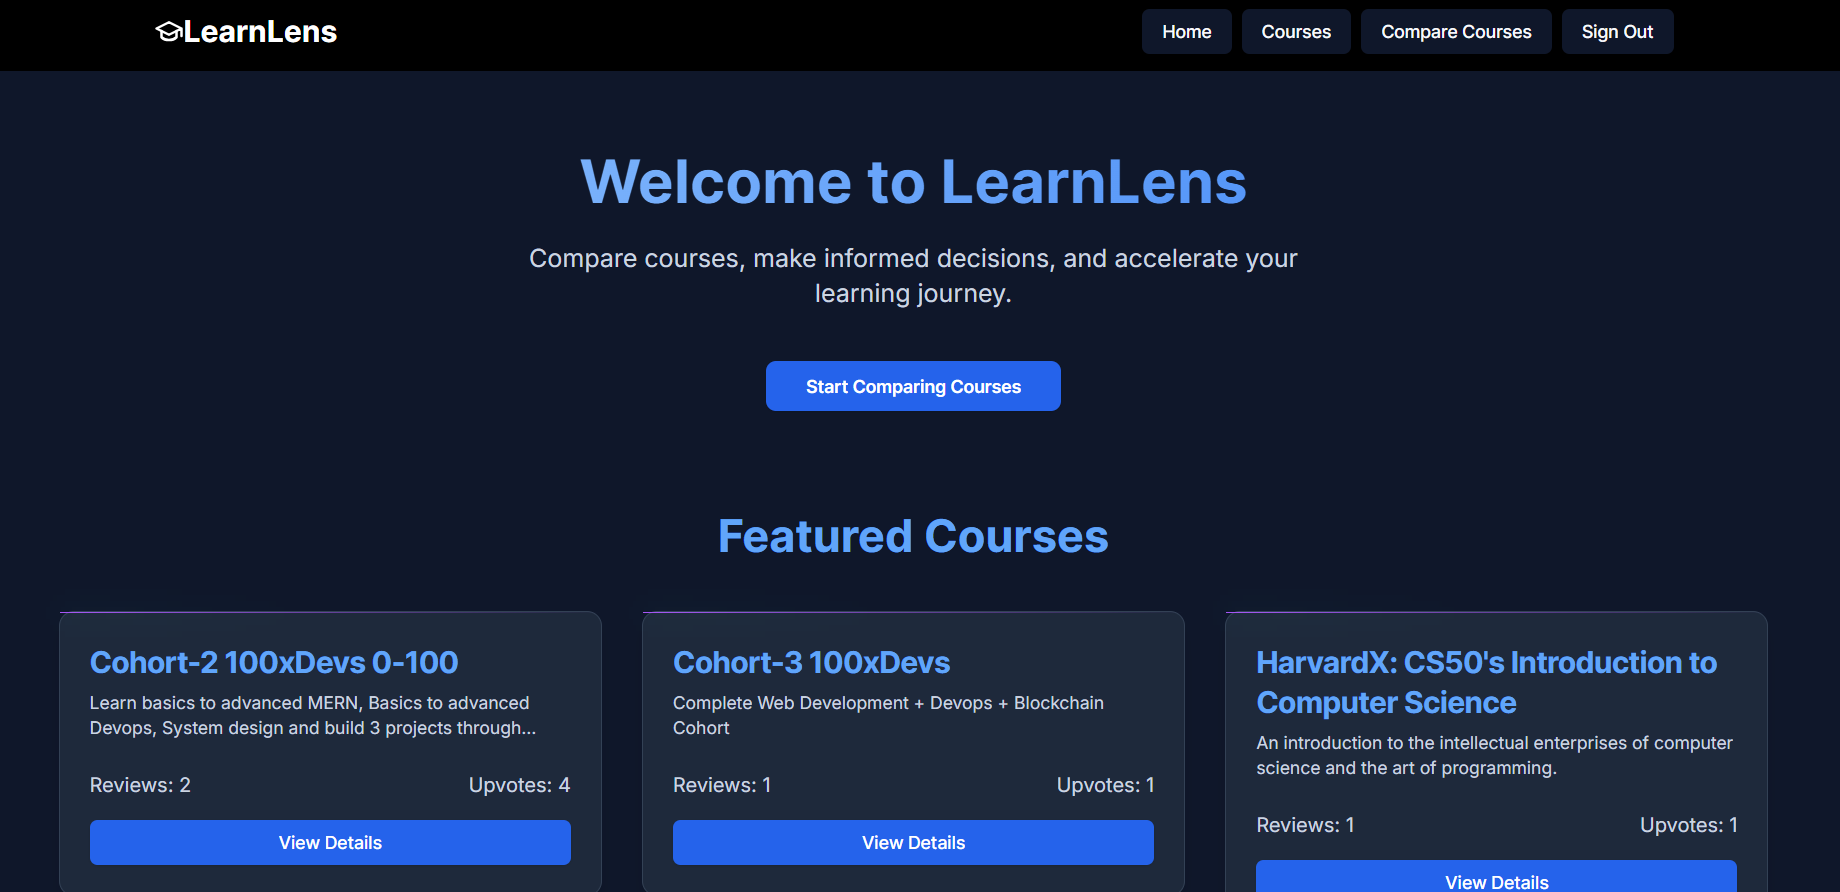 LearnLens
Home Courses Compare Courses Sign Out
Welcome to LearnLens
Compare courses, make informed decisions, and accelerate your
learning journey.
Start Comparing Courses
Featured Courses
Cohort-2 100xDevs 0-100
Learn basics to advanced MERN, Basics to advanced
Devops, System design and build 3 projects through...
Reviews: 2 Upvotes: 4
View Details
Cohort-3 100xDevs
Complete Web Development + Devops + Blockchain
Cohort
Reviews: 1 Upvotes: 1
View Details
HarvardX: CS50's Introduction to
Computer Science
An introduction to the intellectual enterprises of computer
science and the art of programming.
Reviews: 1 Upvotes: 1
View Details